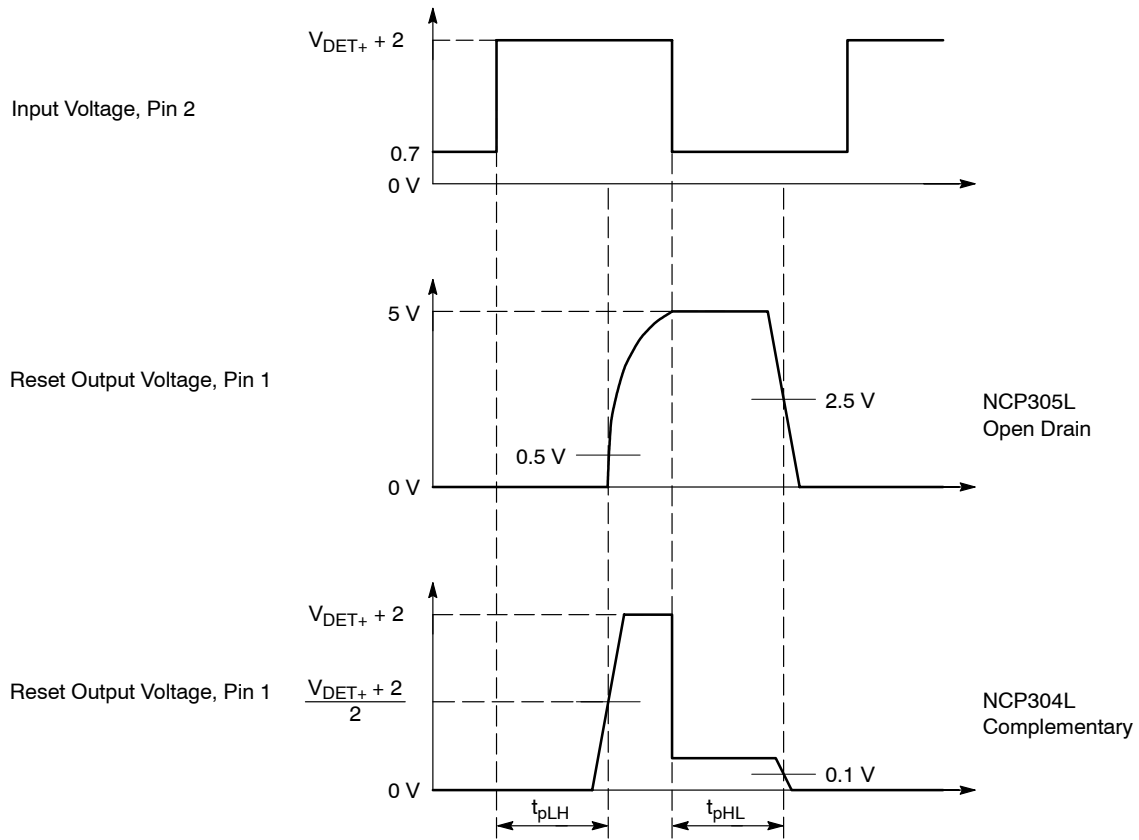 V_DET+ + 2
Input Voltage, Pin 2
0.7
0 V
5 V
Reset Output Voltage, Pin 1
2.5 V
NCP305L
Open Drain
0.5 V
0 V
V_DET+ + 2
Reset Output Voltage, Pin 1
V_DET+ + 2
2
NCP304L
Complementary
0.1 V
0 V
t_pLH
t_pHL